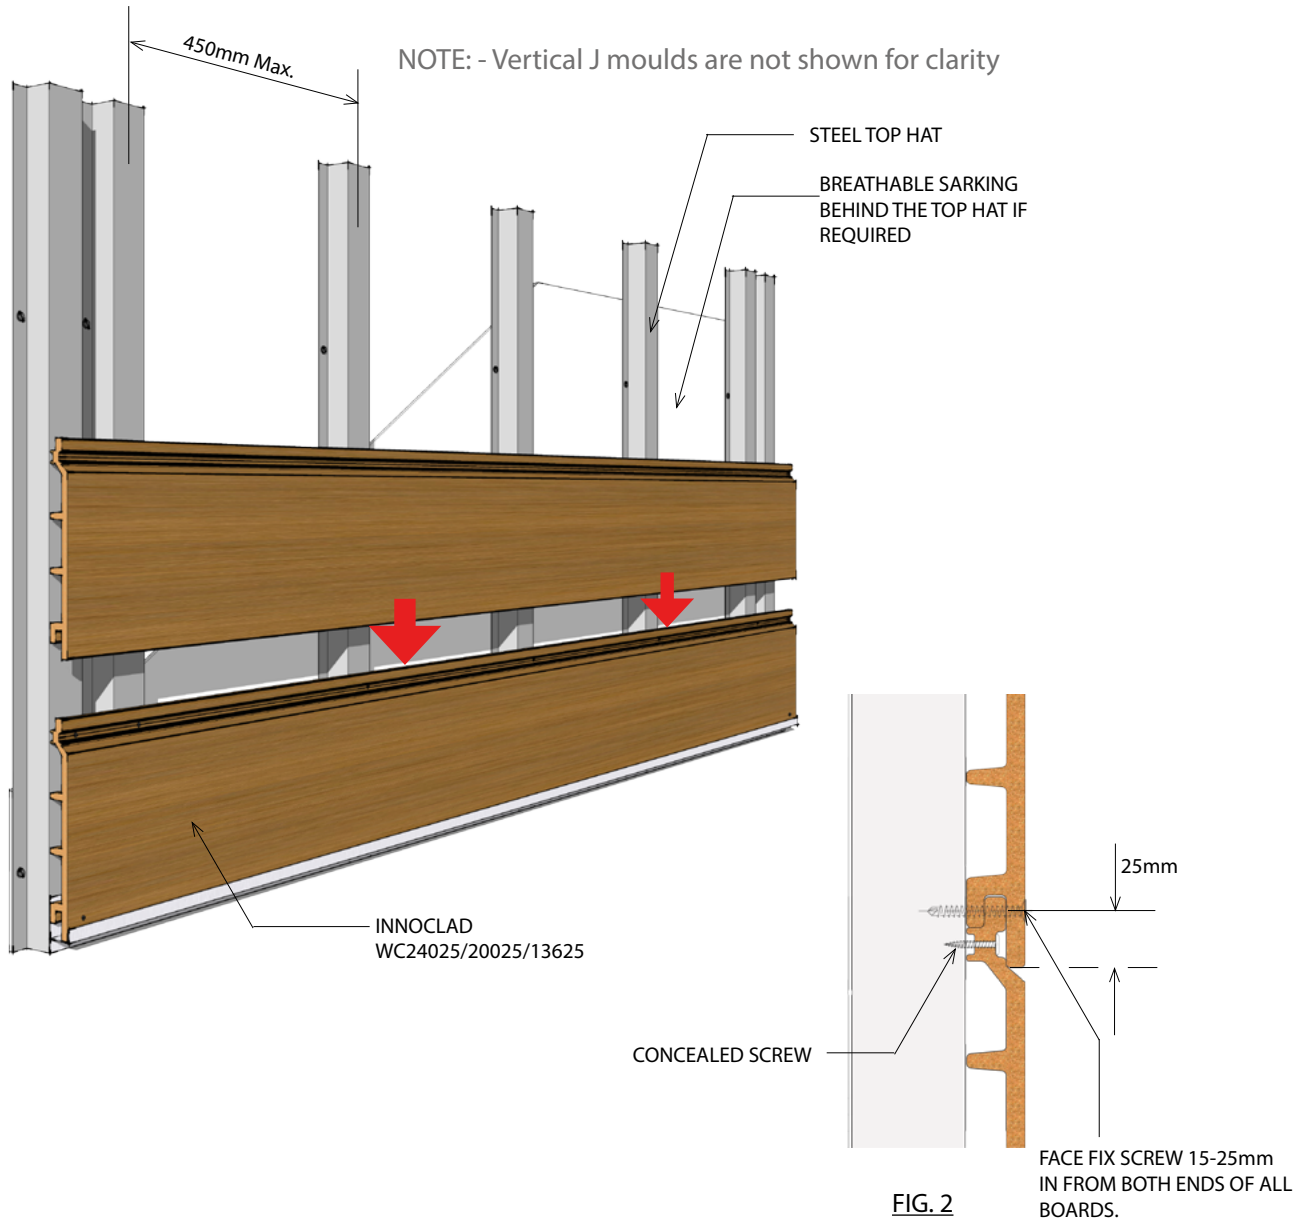 450mm Max.
NOTE: - Vertical J moulds are not shown for clarity
STEEL TOP HAT
BREATHABLE SARKING
BEHIND THE TOP HAT IF
REQUIRED
INNOCLAD
WC24025/20025/13625
25mm
CONCEALED SCREW
FACE FIX SCREW 15-25mm
IN FROM BOTH ENDS OF ALL
BOARDS.
FIG. 2